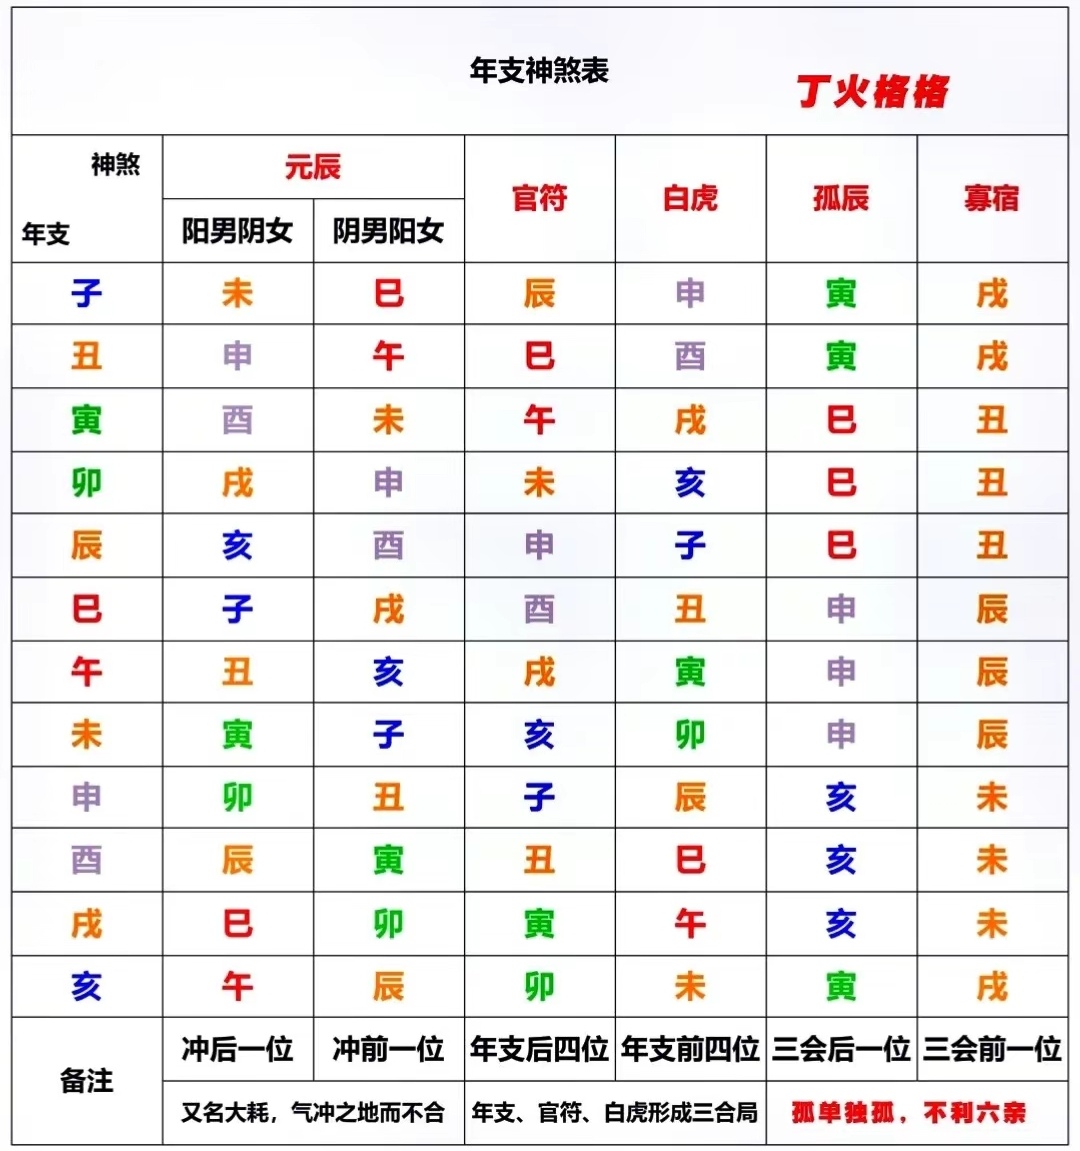 年支神煞表
丁火格格
神煞
年支
元辰
官符
白虎
孤辰
寡宿
阳男阴女
阴男阳女
子 未 巳 辰 申 寅 戌
丑 申 午 巳 酉 寅 戌
寅 酉 未 午 戌 巳 丑
卯 戌 申 未 亥 巳 丑
辰 亥 酉 申 子 巳 丑
巳 子 戌 酉 丑 申 辰
午 丑 亥 戌 寅 申 辰
未 寅 子 亥 卯 申 辰
申 卯 丑 子 辰 亥 未
酉 辰 寅 丑 巳 亥 未
戌 巳 卯 寅 午 亥 未
亥 午 辰 卯 未 寅 戌
备注
冲后一位 冲前一位 年支后四位 年支前四位 三会后一位 三会前一位
又名大耗，气冲之地而不合 年支、官符、白虎形成三合局 孤单独孤，不利六亲